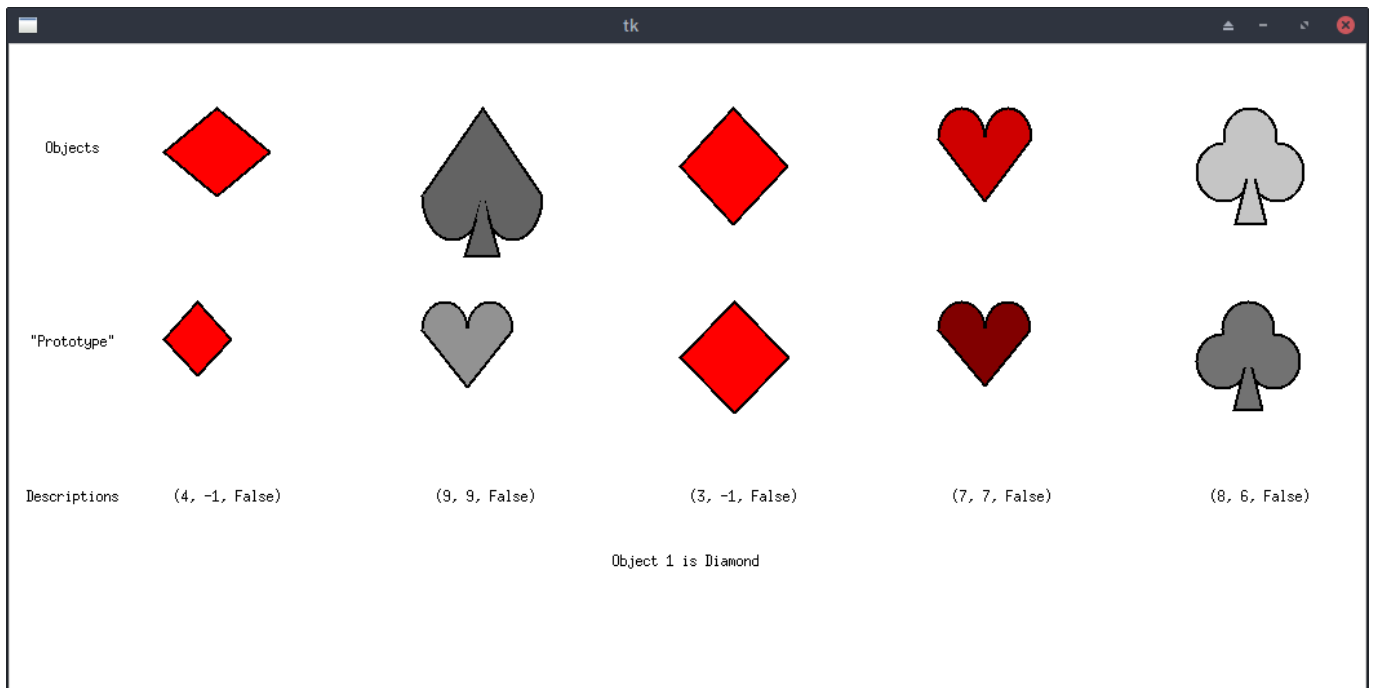 tk
Objects
"Prototype"
Descriptions (4, -1, False) (9, 9, False) (3, -1, False) (7, 7, False) (8, 6, False)
Object 1 is Diamond